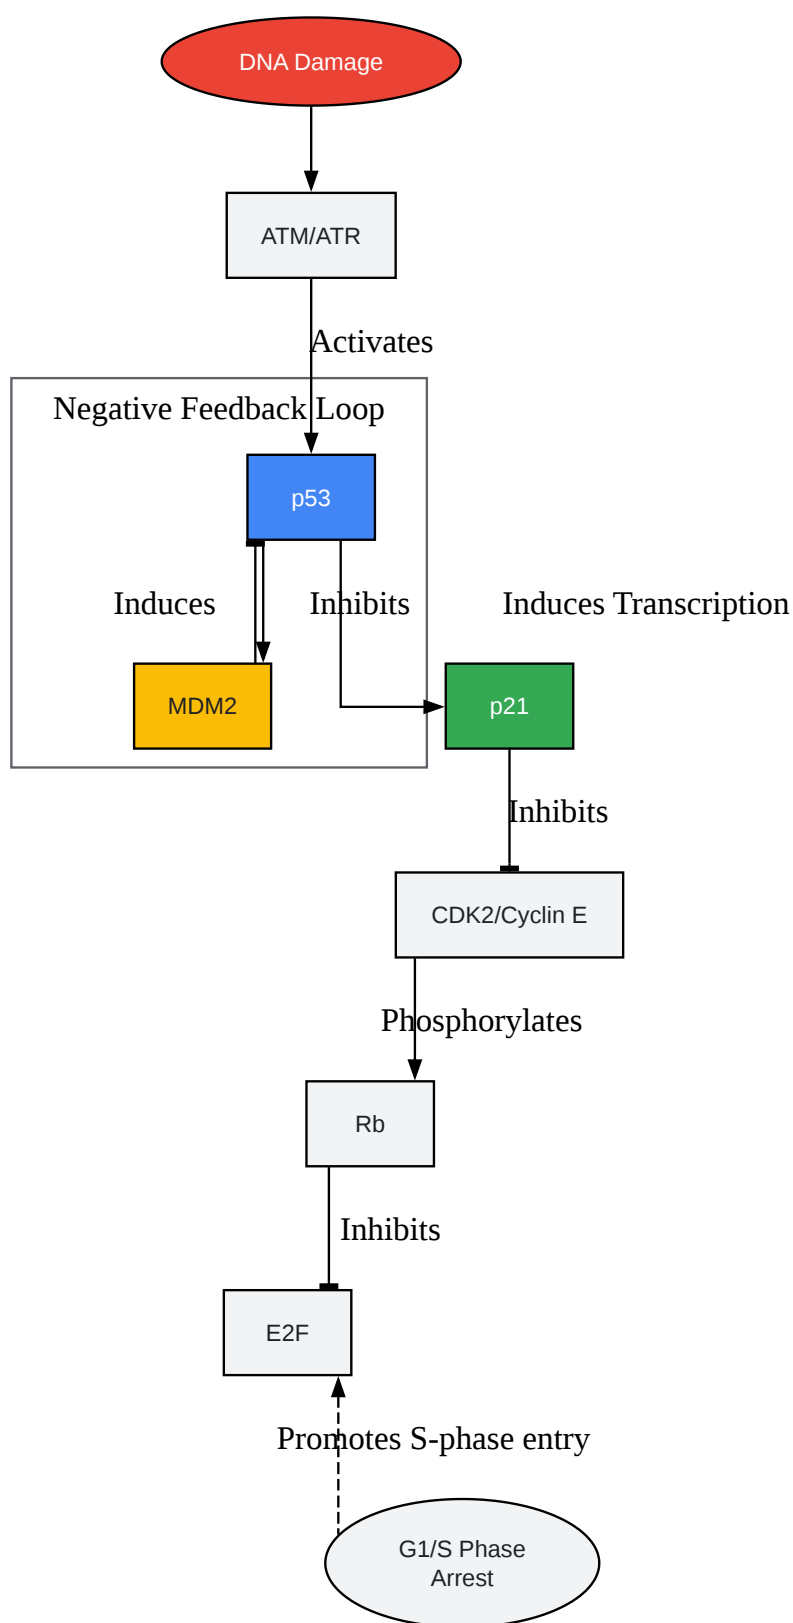 DNA Damage
ATM/ATR
Activates
Negative Feedback Loop
p53
Induces
Inhibits
Induces Transcription
MDM2
p21
Inhibits
CDK2/Cyclin E
Phosphorylates
Rb
Inhibits
E2F
Promotes S-phase entry
G1/S Phase
Arrest